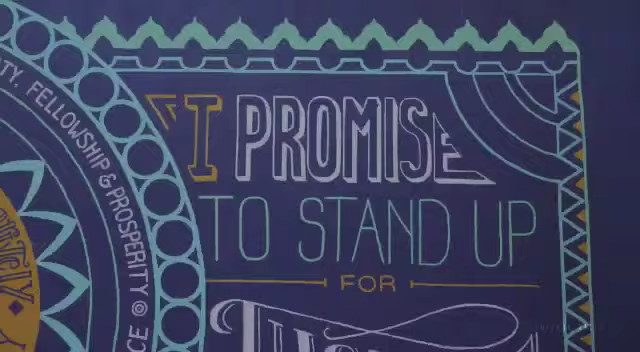 TY, FELLOWSHIP & PROSPERITY
I PROMISE
TO STAND UP
FOR